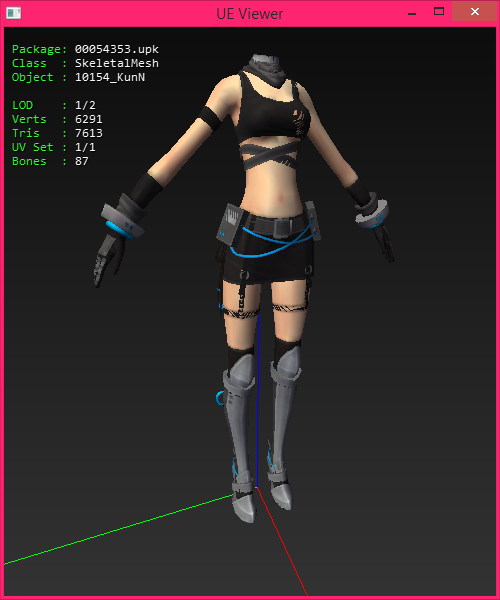 UE Viewer
Package: 00054353.upk
Class : SkeletalMesh
Object : 10154_KunN
LOD : 1/2
Verts : 6291
Tris : 7613
UV Set : 1/1
Bones : 87